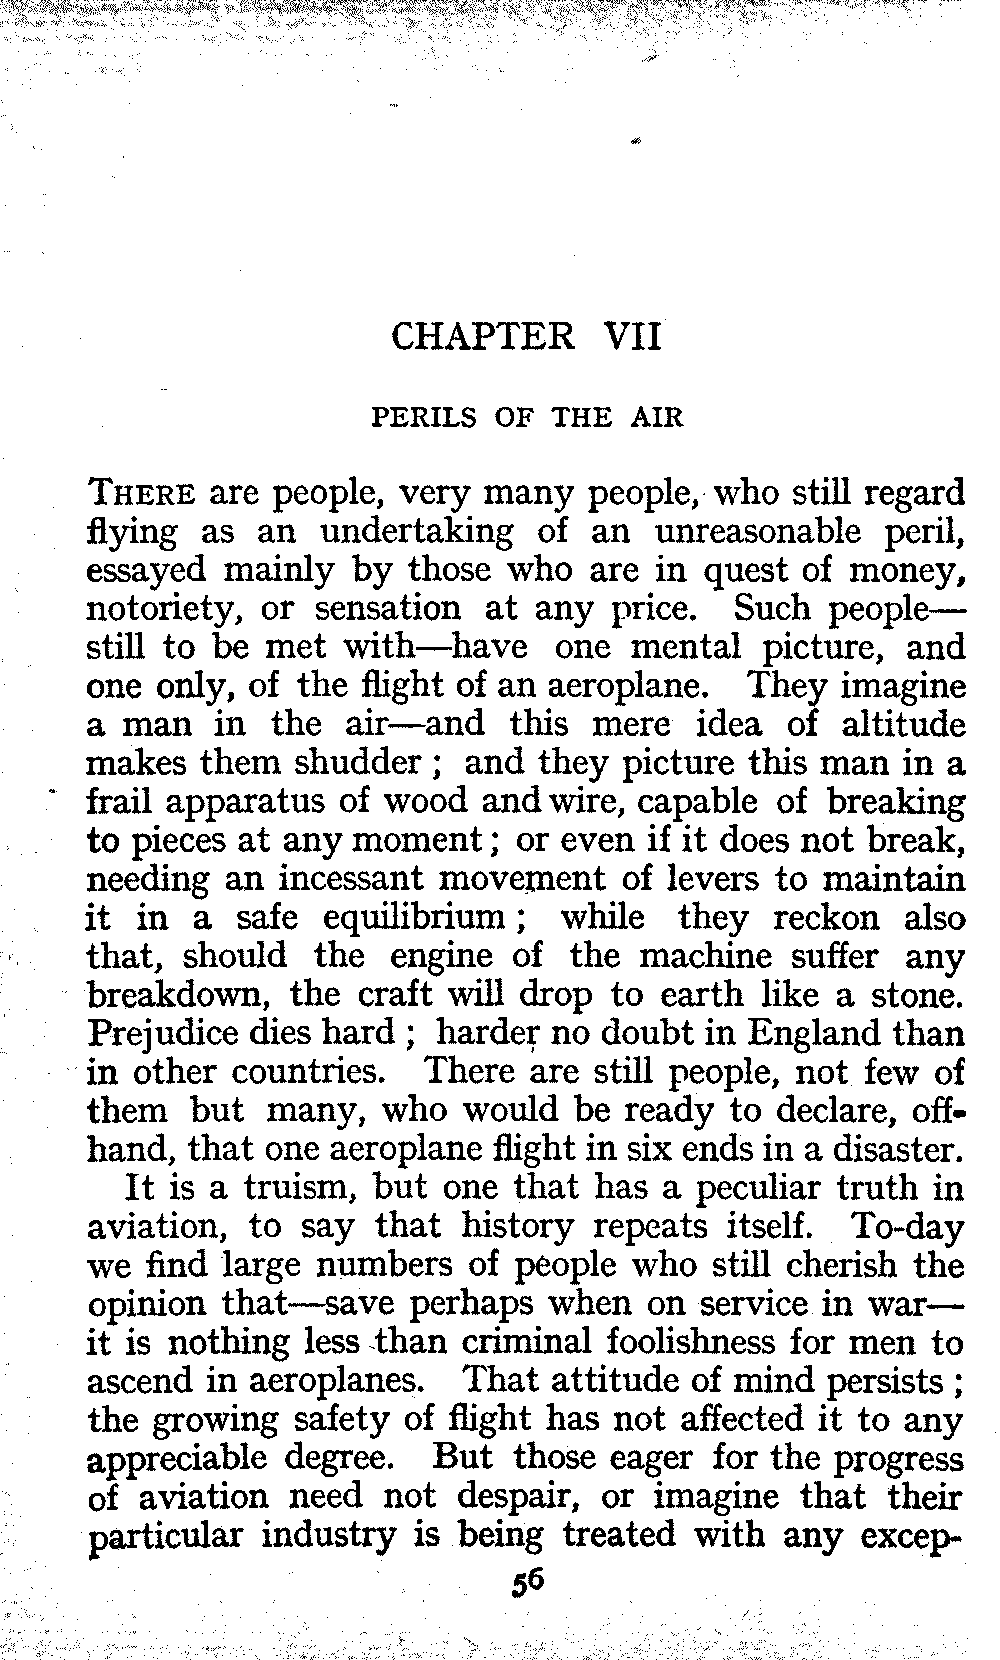 CHAPTER VII
PERILS OF THE AIR
THERE are people, very many people, who still regard
flying as an undertaking of an unreasonable peril,
essayed mainly by those who are in quest of money,
notoriety, or sensation at any price. Such people—
still to be met with—have one mental picture, and
one only, of the flight of an aeroplane. They imagine
a man in the air—and this mere idea of altitude
makes them shudder ; and they picture this man in a
frail apparatus of wood and wire, capable of breaking
to pieces at any moment ; or even if it does not break,
needing an incessant movement of levers to maintain
it in a safe equilibrium ; while they reckon also
that, should the engine of the machine suffer any
breakdown, the craft will drop to earth like a stone.
Prejudice dies hard ; harder no doubt in England than
in other countries. There are still people, not few of
them but many, who would be ready to declare, off-
hand, that one aeroplane flight in six ends in a disaster.
It is a truism, but one that has a peculiar truth in
aviation, to say that history repeats itself. To-day
we find large numbers of people who still cherish the
opinion that—save perhaps when on service in war—
it is nothing less than criminal foolishness for men to
ascend in aeroplanes. That attitude of mind persists ;
the growing safety of flight has not affected it to any
appreciable degree. But those eager for the progress
of aviation need not despair, or imagine that their
particular industry is being treated with any excep-
56